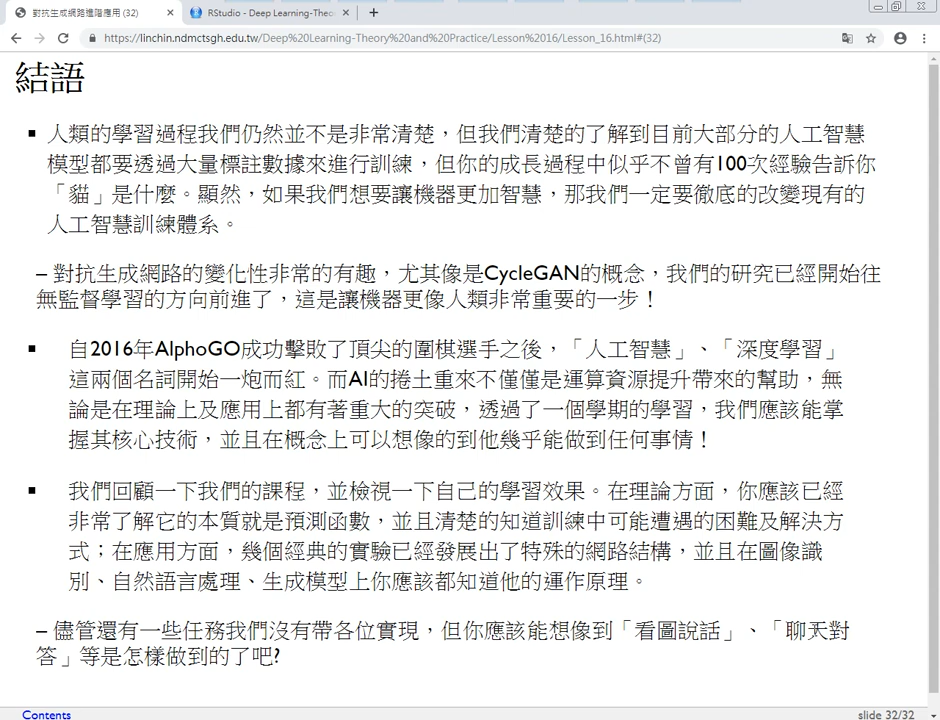 對抗生成網路進階應用 (32)
RStudio - Deep Learning-Theo
https://linchin.ndmctsgh.edu.tw/Deep%20Learning-Theory%20and%20Practice/Lesson%2016/Lesson_16.html#(32)
結語
人類的學習過程我們仍然並不是非常清楚，但我們清楚的了解到目前大部分的人工智慧
模型都要透過大量標註數據來進行訓練，但你的成長過程中似乎不曾有100次經驗告訴你
「貓」是什麼。顯然，如果我們想要讓機器更加智慧，那我們一定要徹底的改變現有的
人工智慧訓練體系。
– 對抗生成網路的變化性非常的有趣，尤其像是CycleGAN的概念，我們的研究已經開始往
無監督學習的方向前進了，這是讓機器更像人類非常重要的一步！
自2016年AlphoGO成功擊敗了頂尖的圍棋選手之後，「人工智慧」、「深度學習」
這兩個名詞開始一炮而紅。而AI的捲土重來不僅僅是運算資源提升帶來的幫助，無
論是在理論上及應用上都有著重大的突破，透過了一個學期的學習，我們應該能掌
握其核心技術，並且在概念上可以想像的到他幾乎能做到任何事情！
我們回顧一下我們的課程，並檢視一下自己的學習效果。在理論方面，你應該已經
非常了解它的本質就是預測函數，並且清楚的知道訓練中可能遭遇的困難及解決方
式；在應用方面，幾個經典的實驗已經發展出了特殊的網路結構，並且在圖像識
別、自然語言處理、生成模型上你應該都知道他的運作原理。
– 儘管還有一些任務我們沒有帶各位實現，但你應該能想像到「看圖說話」、「聊天對
答」等是怎樣做到的了吧?
Contents
slide 32/32